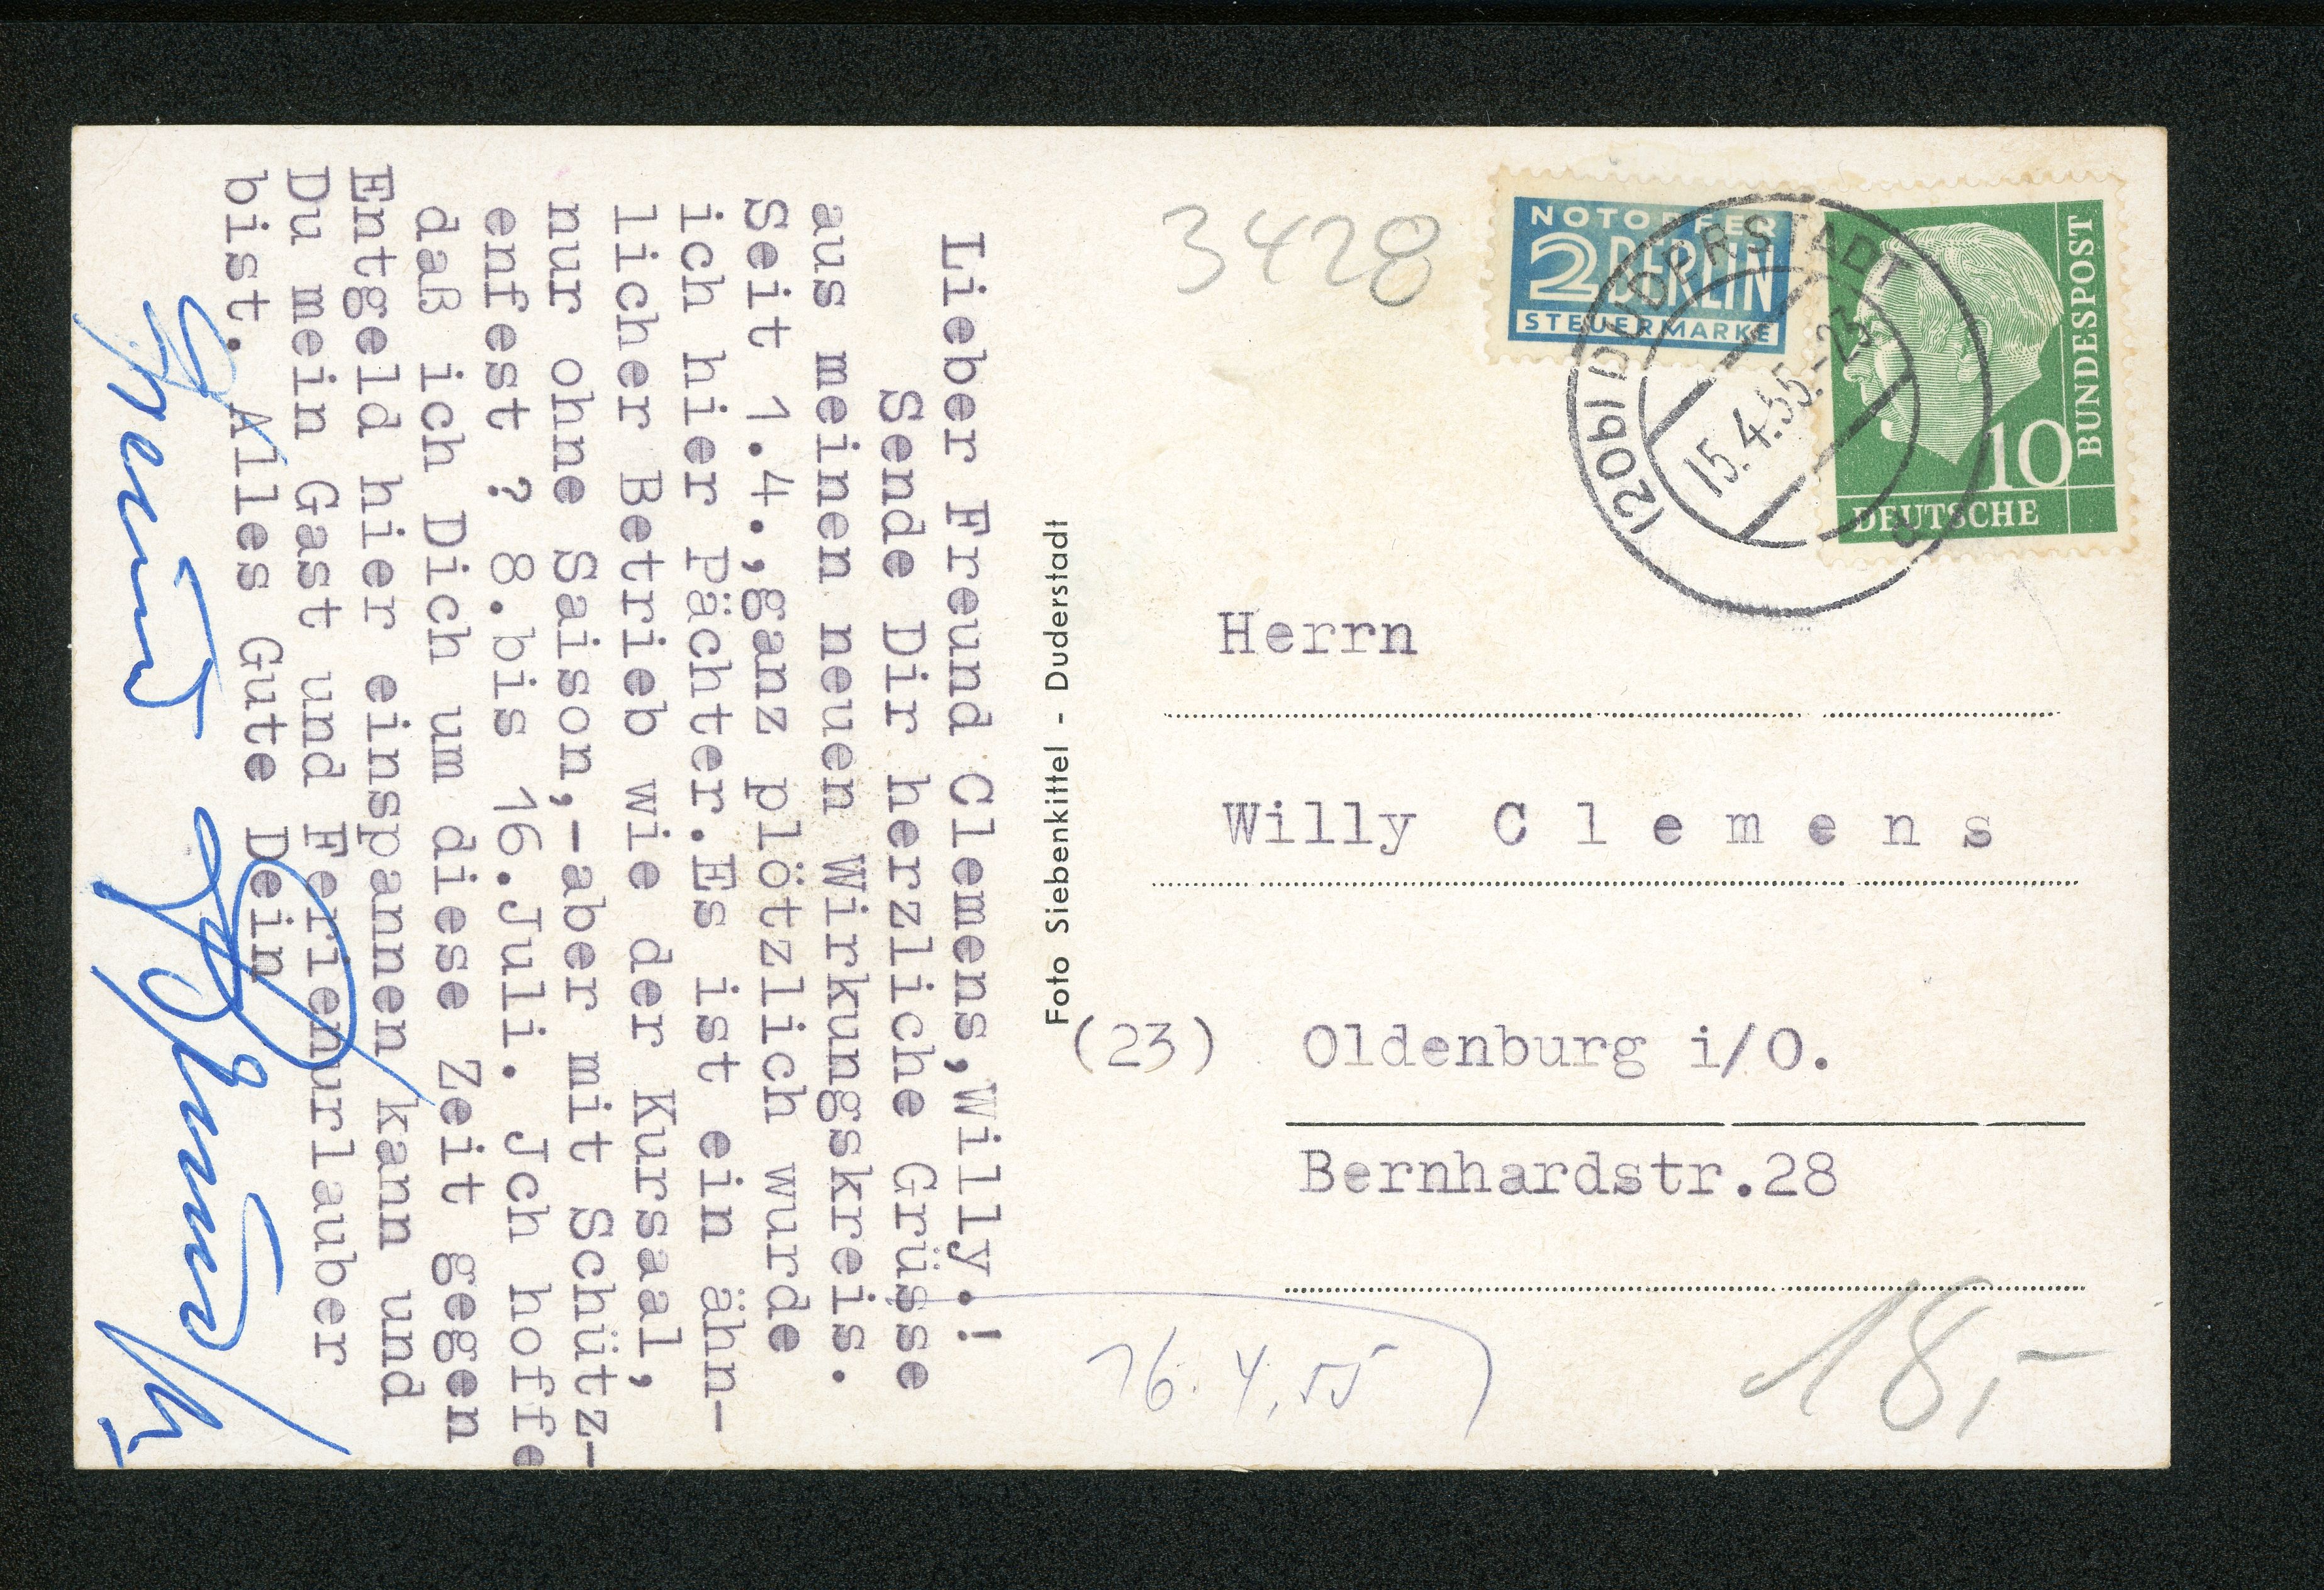 Lieber Freund Clemens,Willy.!
Sende Dir herzliche Grüsse
aus meinen neuen Wirkungskreis.
Seit 1.4.,ganz plötzlich wurde
ich hier Pächter.Es ist ein ähn-
licher Betrieb wie der Kursaal,
nur ohne Saison,-aber mit Schütz-
enfest ? 8.bis 16.Juli. Jch hoffe
daß ich Dich um diese Zeit gegen
Entgeld hier einspannen kann und
Du mein Gast und Ferienurlauber
bist. Alles Gute Dein
Foto Siebenkittel - Duderstadt
3428
NOTOPFER
2 BERLIN
STEUERMARKE
(20b) DUDERSTADT
15.4.55.-23
10
DEUTSCHE
BUNDESPOST
Herrn
Willy C l e m e n s
(23) Oldenburg i/O.
Bernhardstr.28
16.4.55
18,-